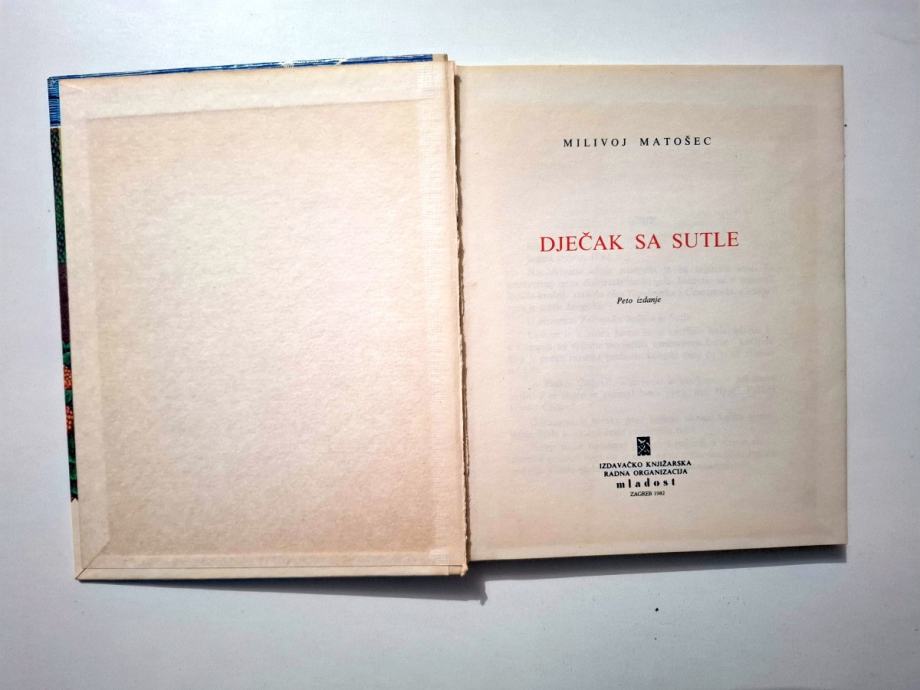 MILIVOJ MATOŠEC
DJEČAK SA SUTLE
Peto izdanje
IZDAVAČKO KNJIŽARSKA
RADNA ORGANIZACIJA
mladost
ZAGREB 1982